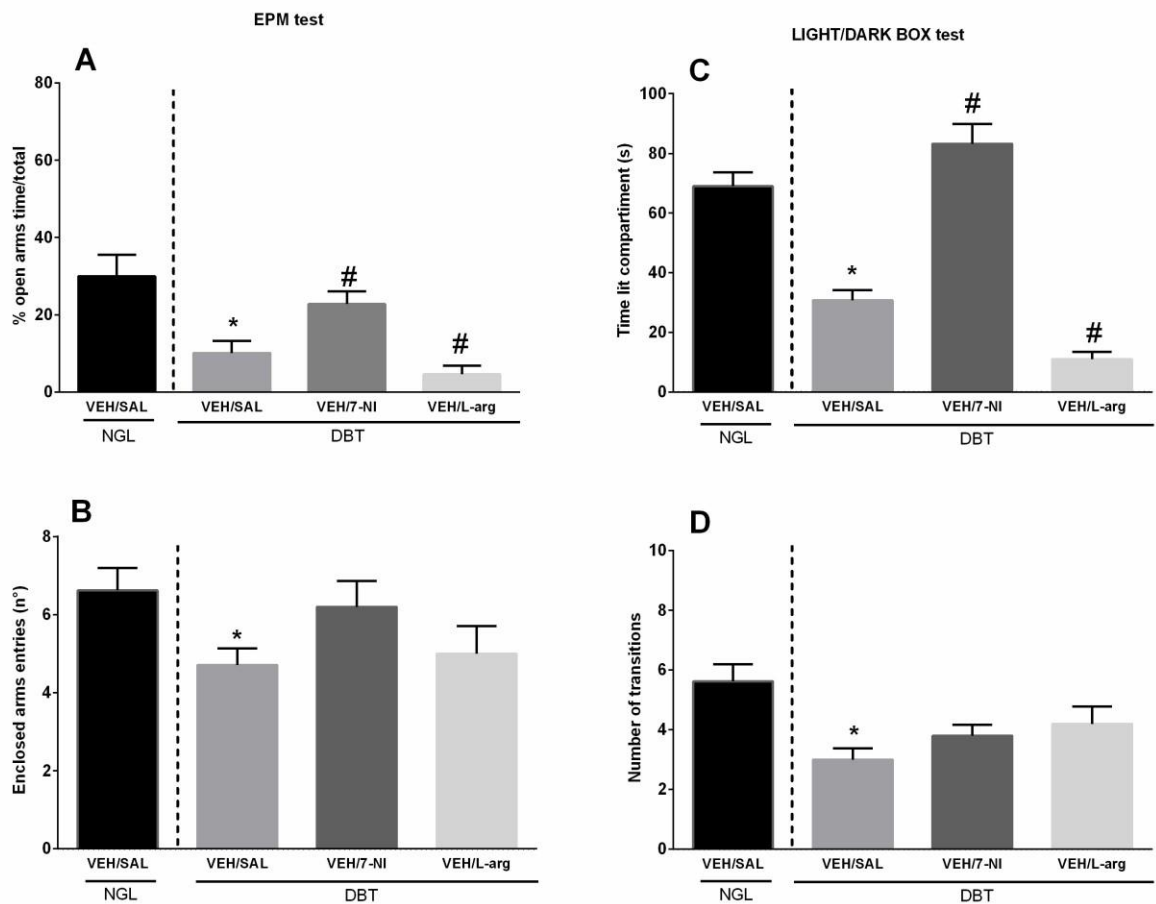 EPM test
A
% open arms time/total
80
60
40
20
0
*
#
#
VEH/SAL VEH/SAL VEH/7-NI VEH/L-arg
NGL DBT
LIGHT/DARK BOX test
C
Time lit compartiment (s)
100
80
60
40
20
0
*
#
#
VEH/SAL VEH/SAL VEH/7-NI VEH/L-arg
NGL DBT
B
Enclosed arms entries (n°)
8
6
4
2
0
*
VEH/SAL VEH/SAL VEH/7-NI VEH/L-arg
NGL DBT
D
Number of transitions
10
8
6
4
2
0
*
VEH/SAL VEH/SAL VEH/7-NI VEH/L-arg
NGL DBT